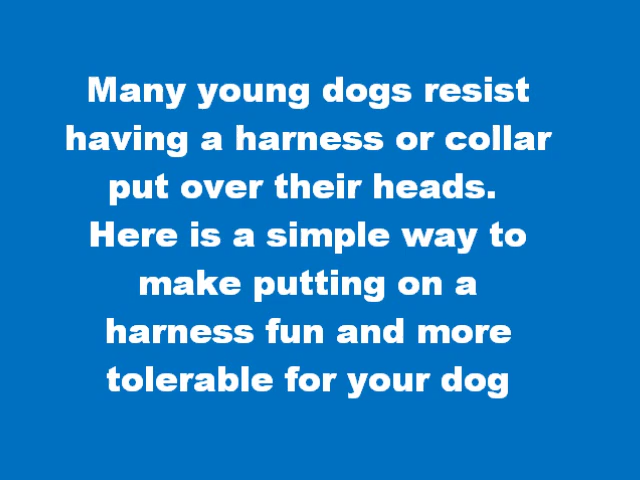 Many young dogs resist
having a harness or collar
put over their heads.
Here is a simple way to
make putting on a
harness fun and more
tolerable for your dog